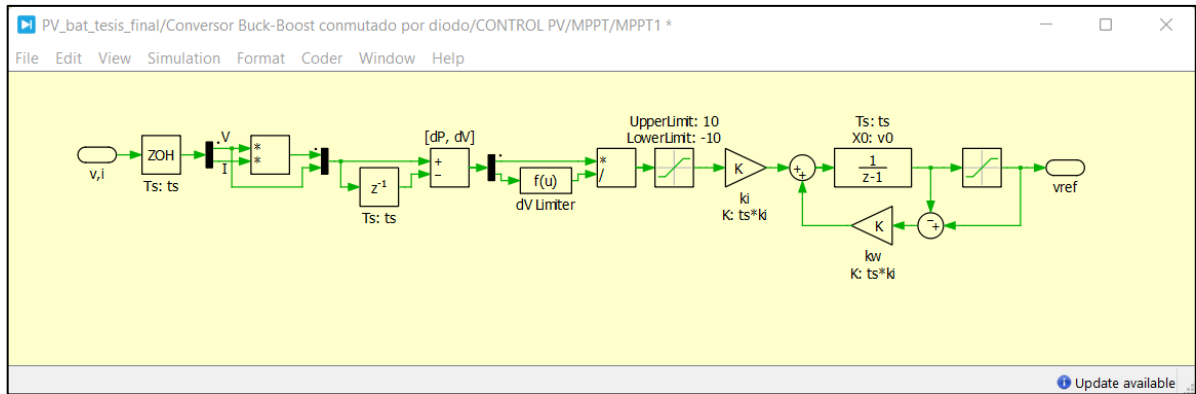 PV_bat_tesis_final/Conversor Buck-Boost conmutado por diodo/CONTROL PV/MPPT/MPPT1 *
File Edit View Simulation Format Coder Window Help
v,i
ZOH
Ts: ts
V
I
*
*
z-1
Ts: ts
[dP, dV]
+
−
f(u)
dV Limiter
*
/
UpperLimit: 10
LowerLimit: -10
K
ki
K: ts*ki
+
+
Ts: ts
X0: v0
1
z-1
K
kw
K: ts*ki
−
+
vref
Update available